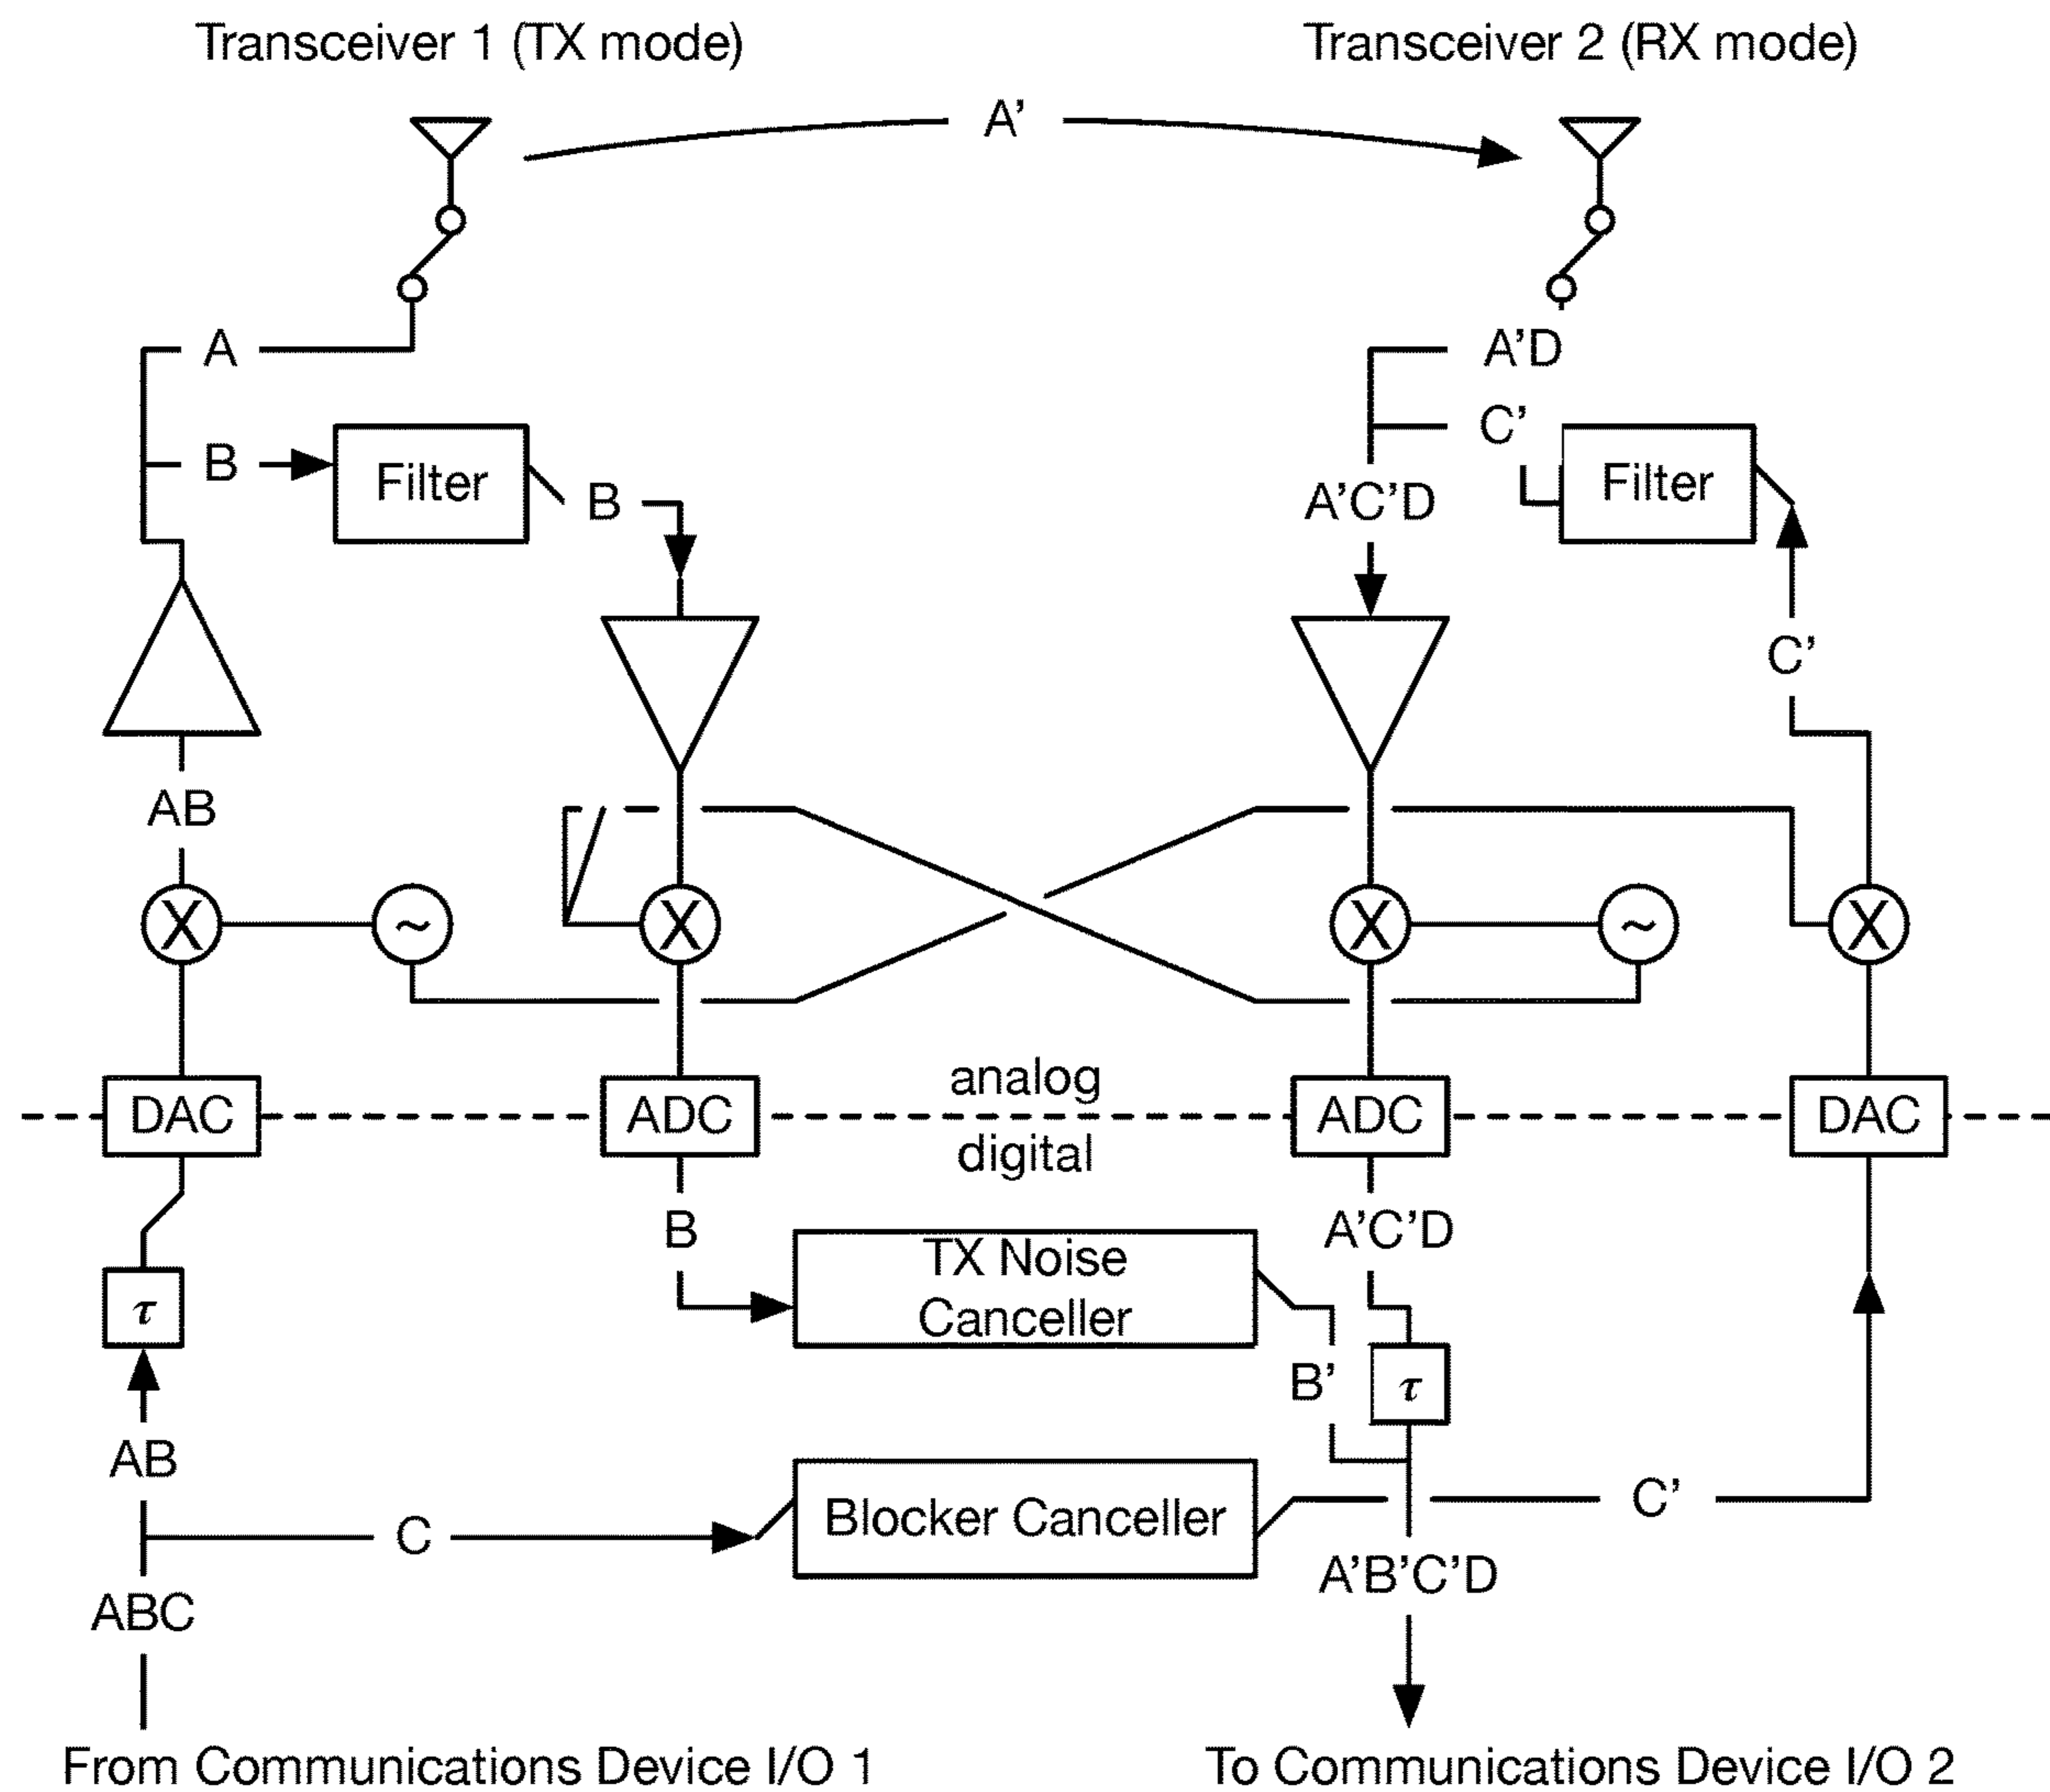 Transceiver 1 (TX mode)
Transceiver 2 (RX mode)
A’
A
A’D
B
Filter
B
C’
Filter
A’C’D
C’
AB
X
~
X
X
~
X
analog
DAC
ADC
ADC
DAC
digital
B
A’C’D
TX Noise
Canceller
τ
B’
τ
AB
C
Blocker Canceller
C’
A’B’C’D
ABC
From Communications Device I/O 1
To Communications Device I/O 2